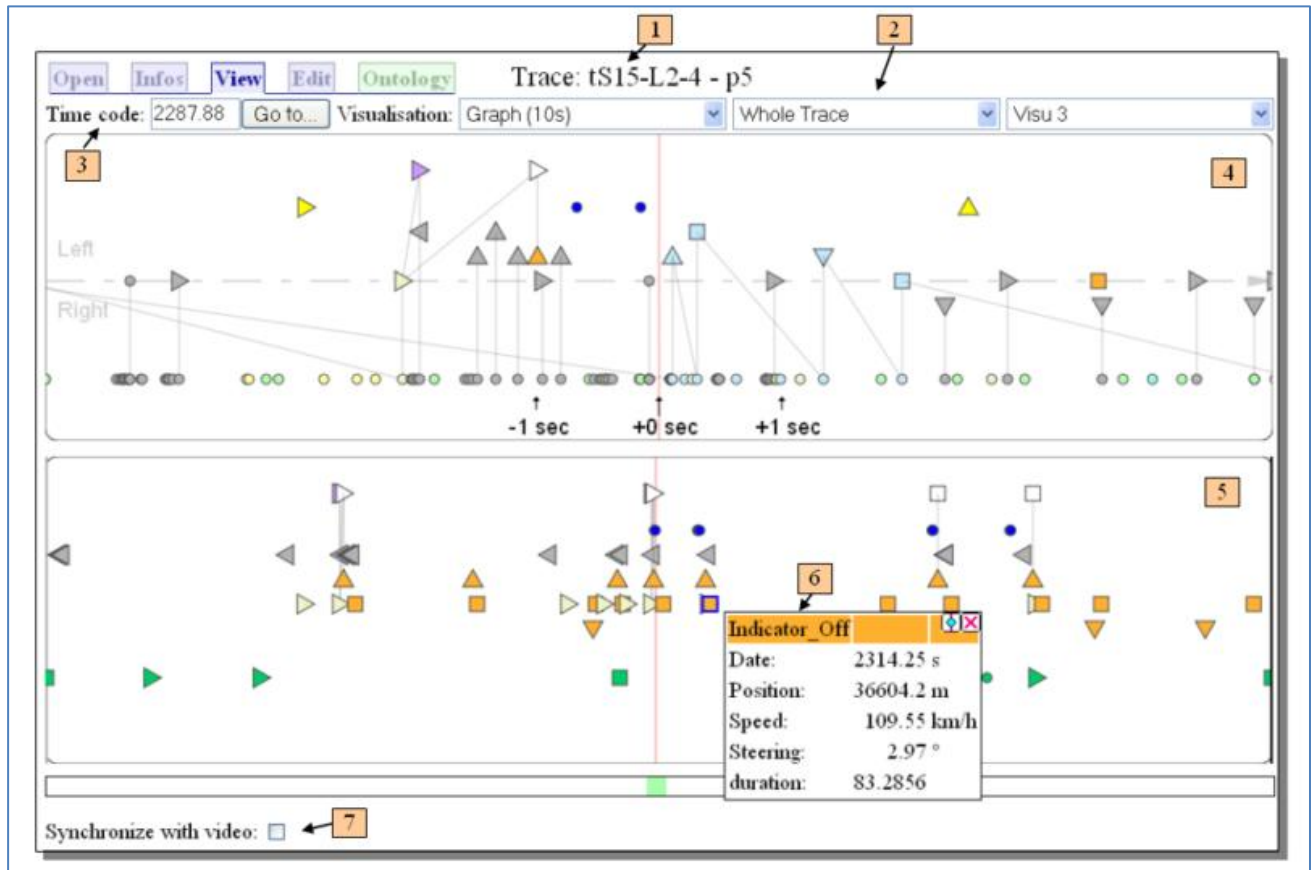 1
2
Open Infos View Edit Ontology Trace: tS15-L2-4 - p5
Time code: 2287.88 Go to... Visualisation: Graph (10s) Whole Trace Visu 3
3
4
Left
Right
-1 sec +0 sec +1 sec
5
6
Indicator_Off
Date: 2314.25 s
Position: 36604.2 m
Speed: 109.55 km/h
Steering: 2.97 °
duration: 83.2856
Synchronize with video:
7